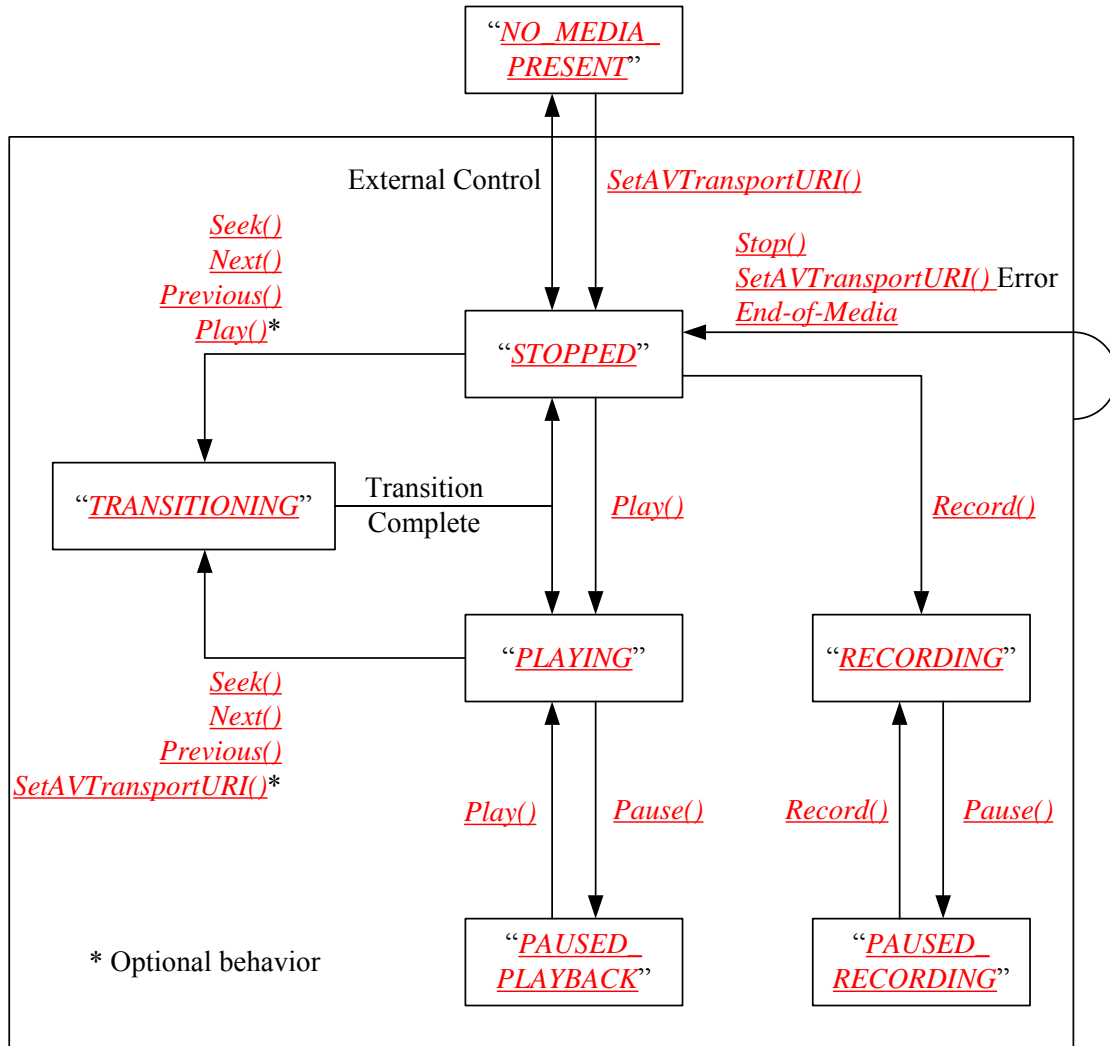 “NO_MEDIA_
PRESENT”
External Control
SetAVTransportURI()
Seek()
Next()
Previous()
Play()*
Stop()
SetAVTransportURI() Error
End-of-Media
“STOPPED”
“TRANSITIONING”
Transition
Complete
Play()
Record()
“PLAYING”
“RECORDING”
Seek()
Next()
Previous()
SetAVTransportURI()*
Play()
Pause()
Record()
Pause()
“PAUSED_
PLAYBACK”
“PAUSED_
RECORDING”
* Optional behavior